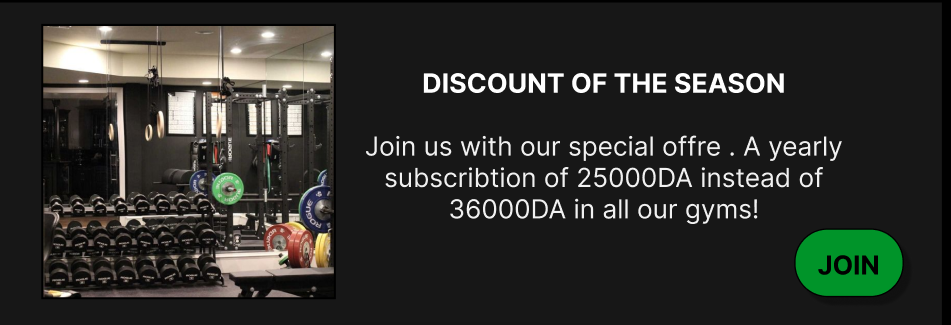 DISCOUNT OF THE SEASON
Join us with our special offre . A yearly
subscribtion of 25000DA instead of
36000DA in all our gyms!
JOIN